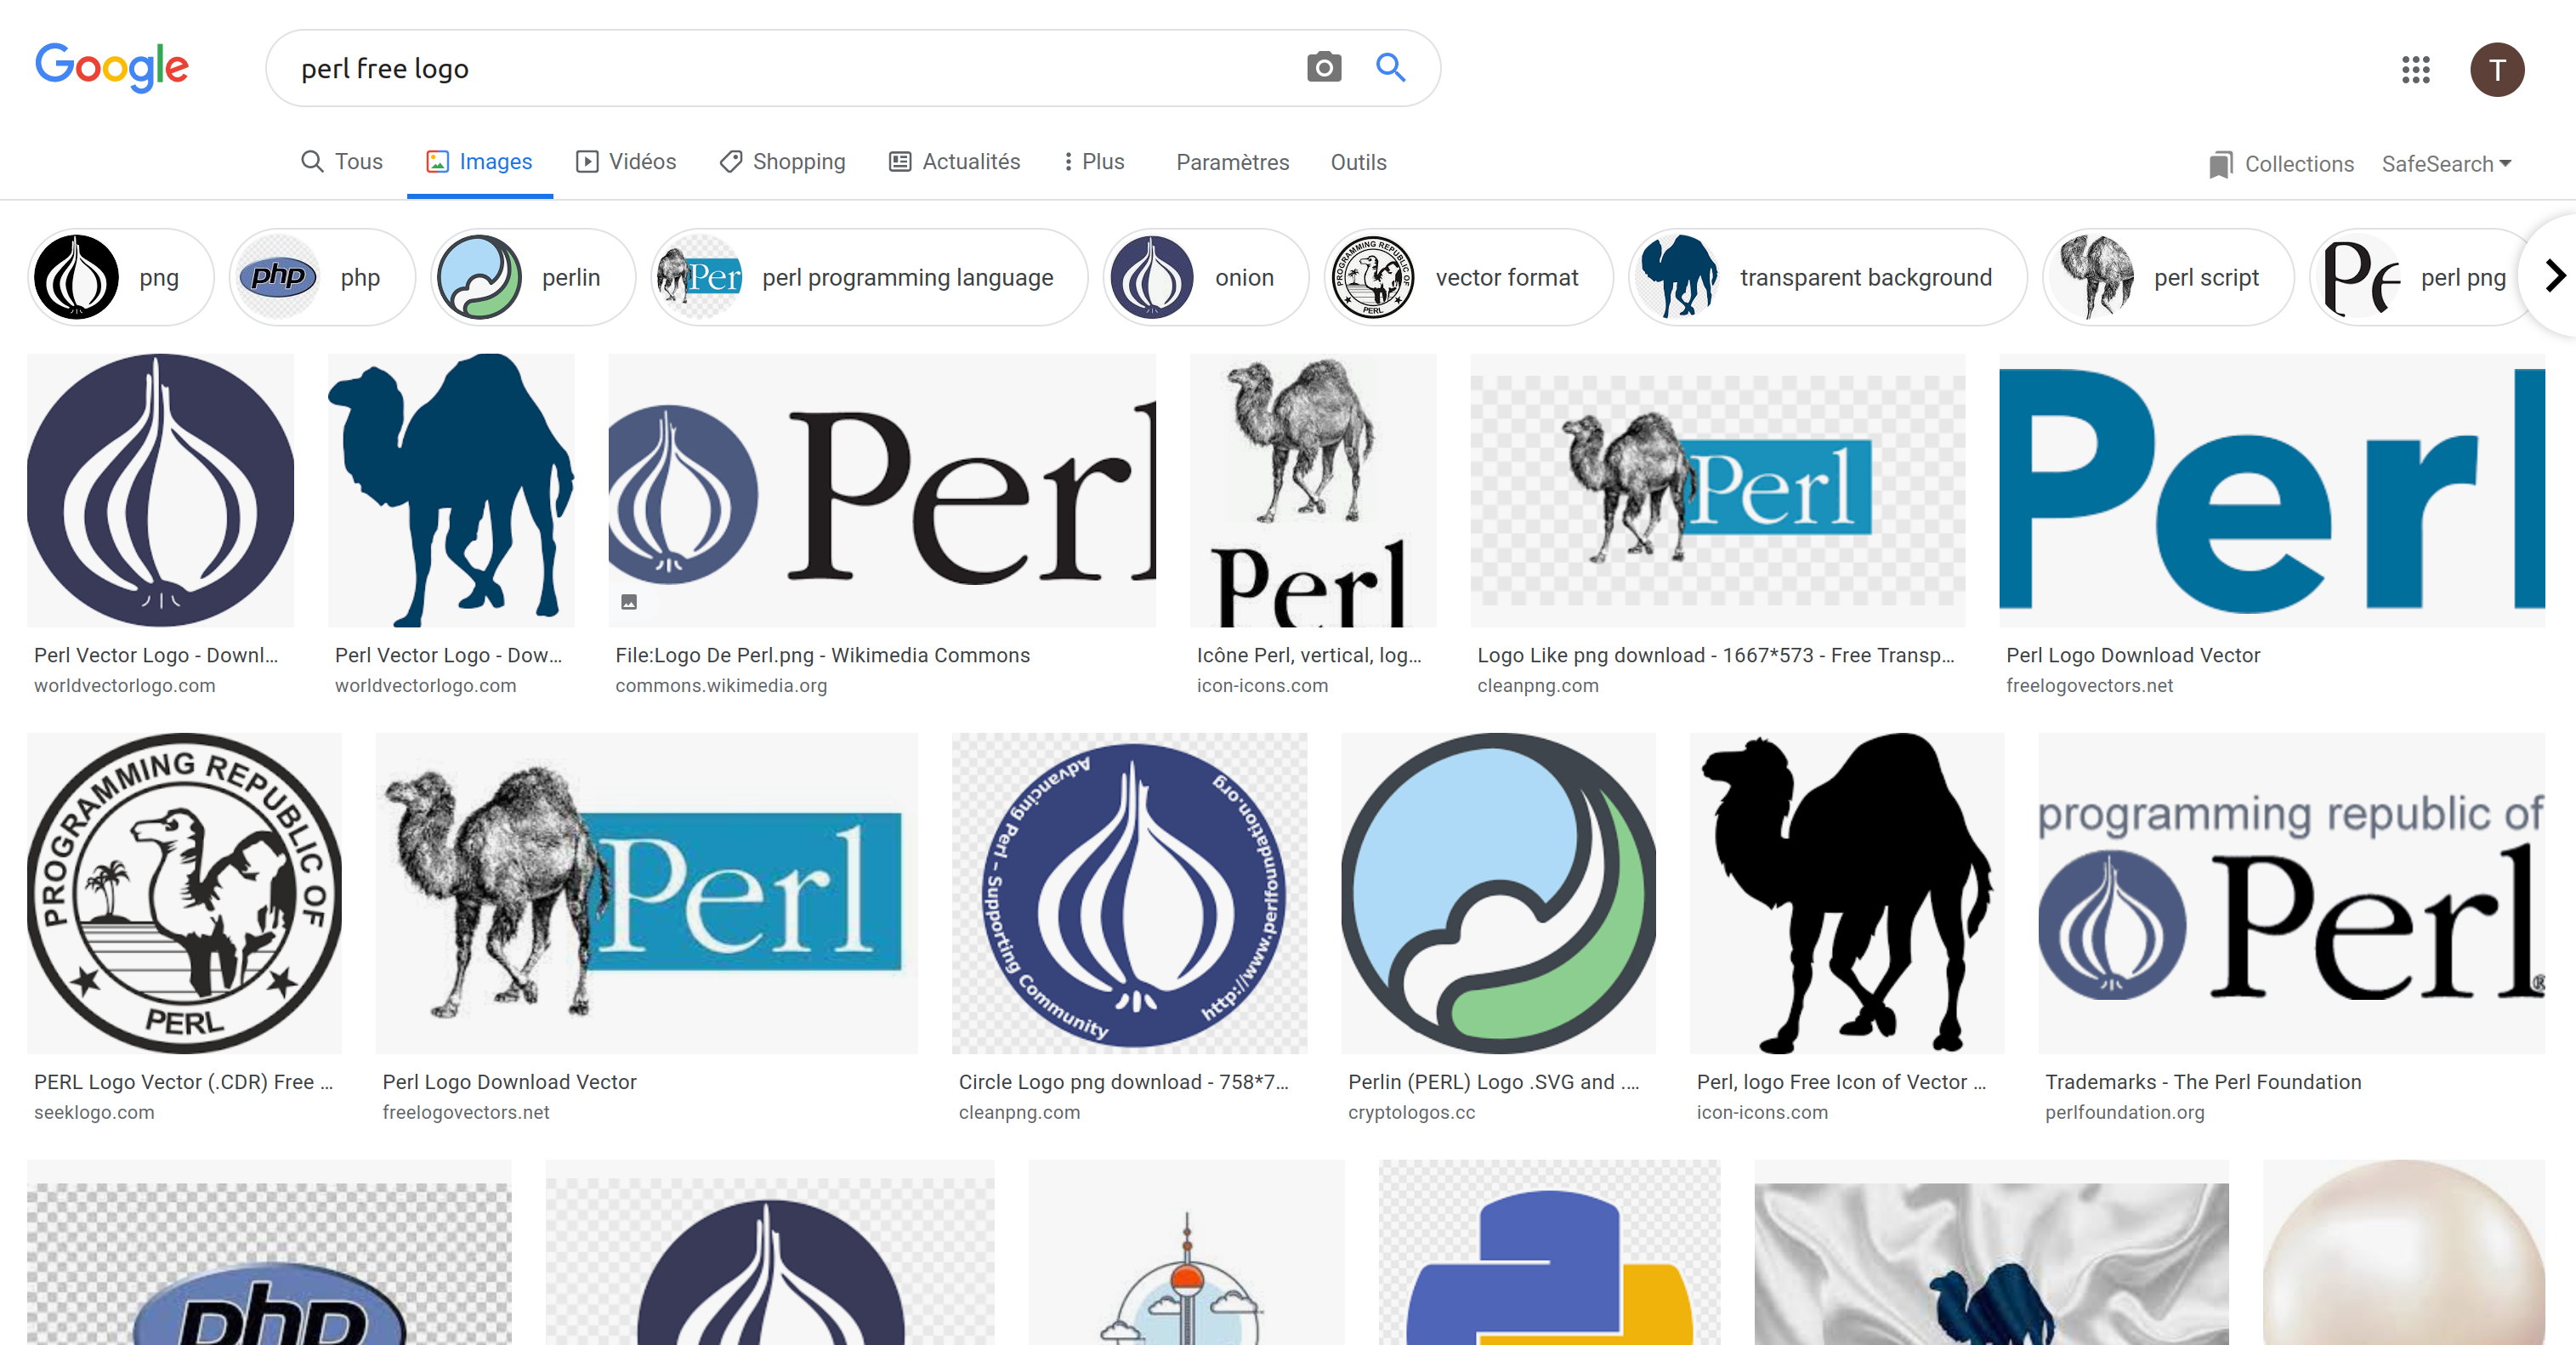 Google
perl free logo
T
Tous
Images
Vidéos
Shopping
Actualités
Plus
Paramètres
Outils
Collections
SafeSearch
png
php
php
perlin
Per
perl programming language
onion
PROGRAMMING REPUBLIC OF
PERL
vector format
transparent background
perl script
Pe
perl png
Perl
Perl
Perl
Perl
Perl Vector Logo - Downl...
worldvectorlogo.com
Perl Vector Logo - Dow...
worldvectorlogo.com
File:Logo De Perl.png - Wikimedia Commons
commons.wikimedia.org
Icône Perl, vertical, log...
icon-icons.com
Logo Like png download - 1667*573 - Free Transp...
cleanpng.com
Perl Logo Download Vector
freelogovectors.net
PROGRAMMING REPUBLIC OF
PERL
Perl
Advancing Perl – Supporting Community
http://www.perlfoundation.org
programming republic of
Perl®
PERL Logo Vector (.CDR) Free ...
seeklogo.com
Perl Logo Download Vector
freelogovectors.net
Circle Logo png download - 758*7...
cleanpng.com
Perlin (PERL) Logo .SVG and ....
cryptologos.cc
Perl, logo Free Icon of Vector ...
icon-icons.com
Trademarks - The Perl Foundation
perlfoundation.org
php